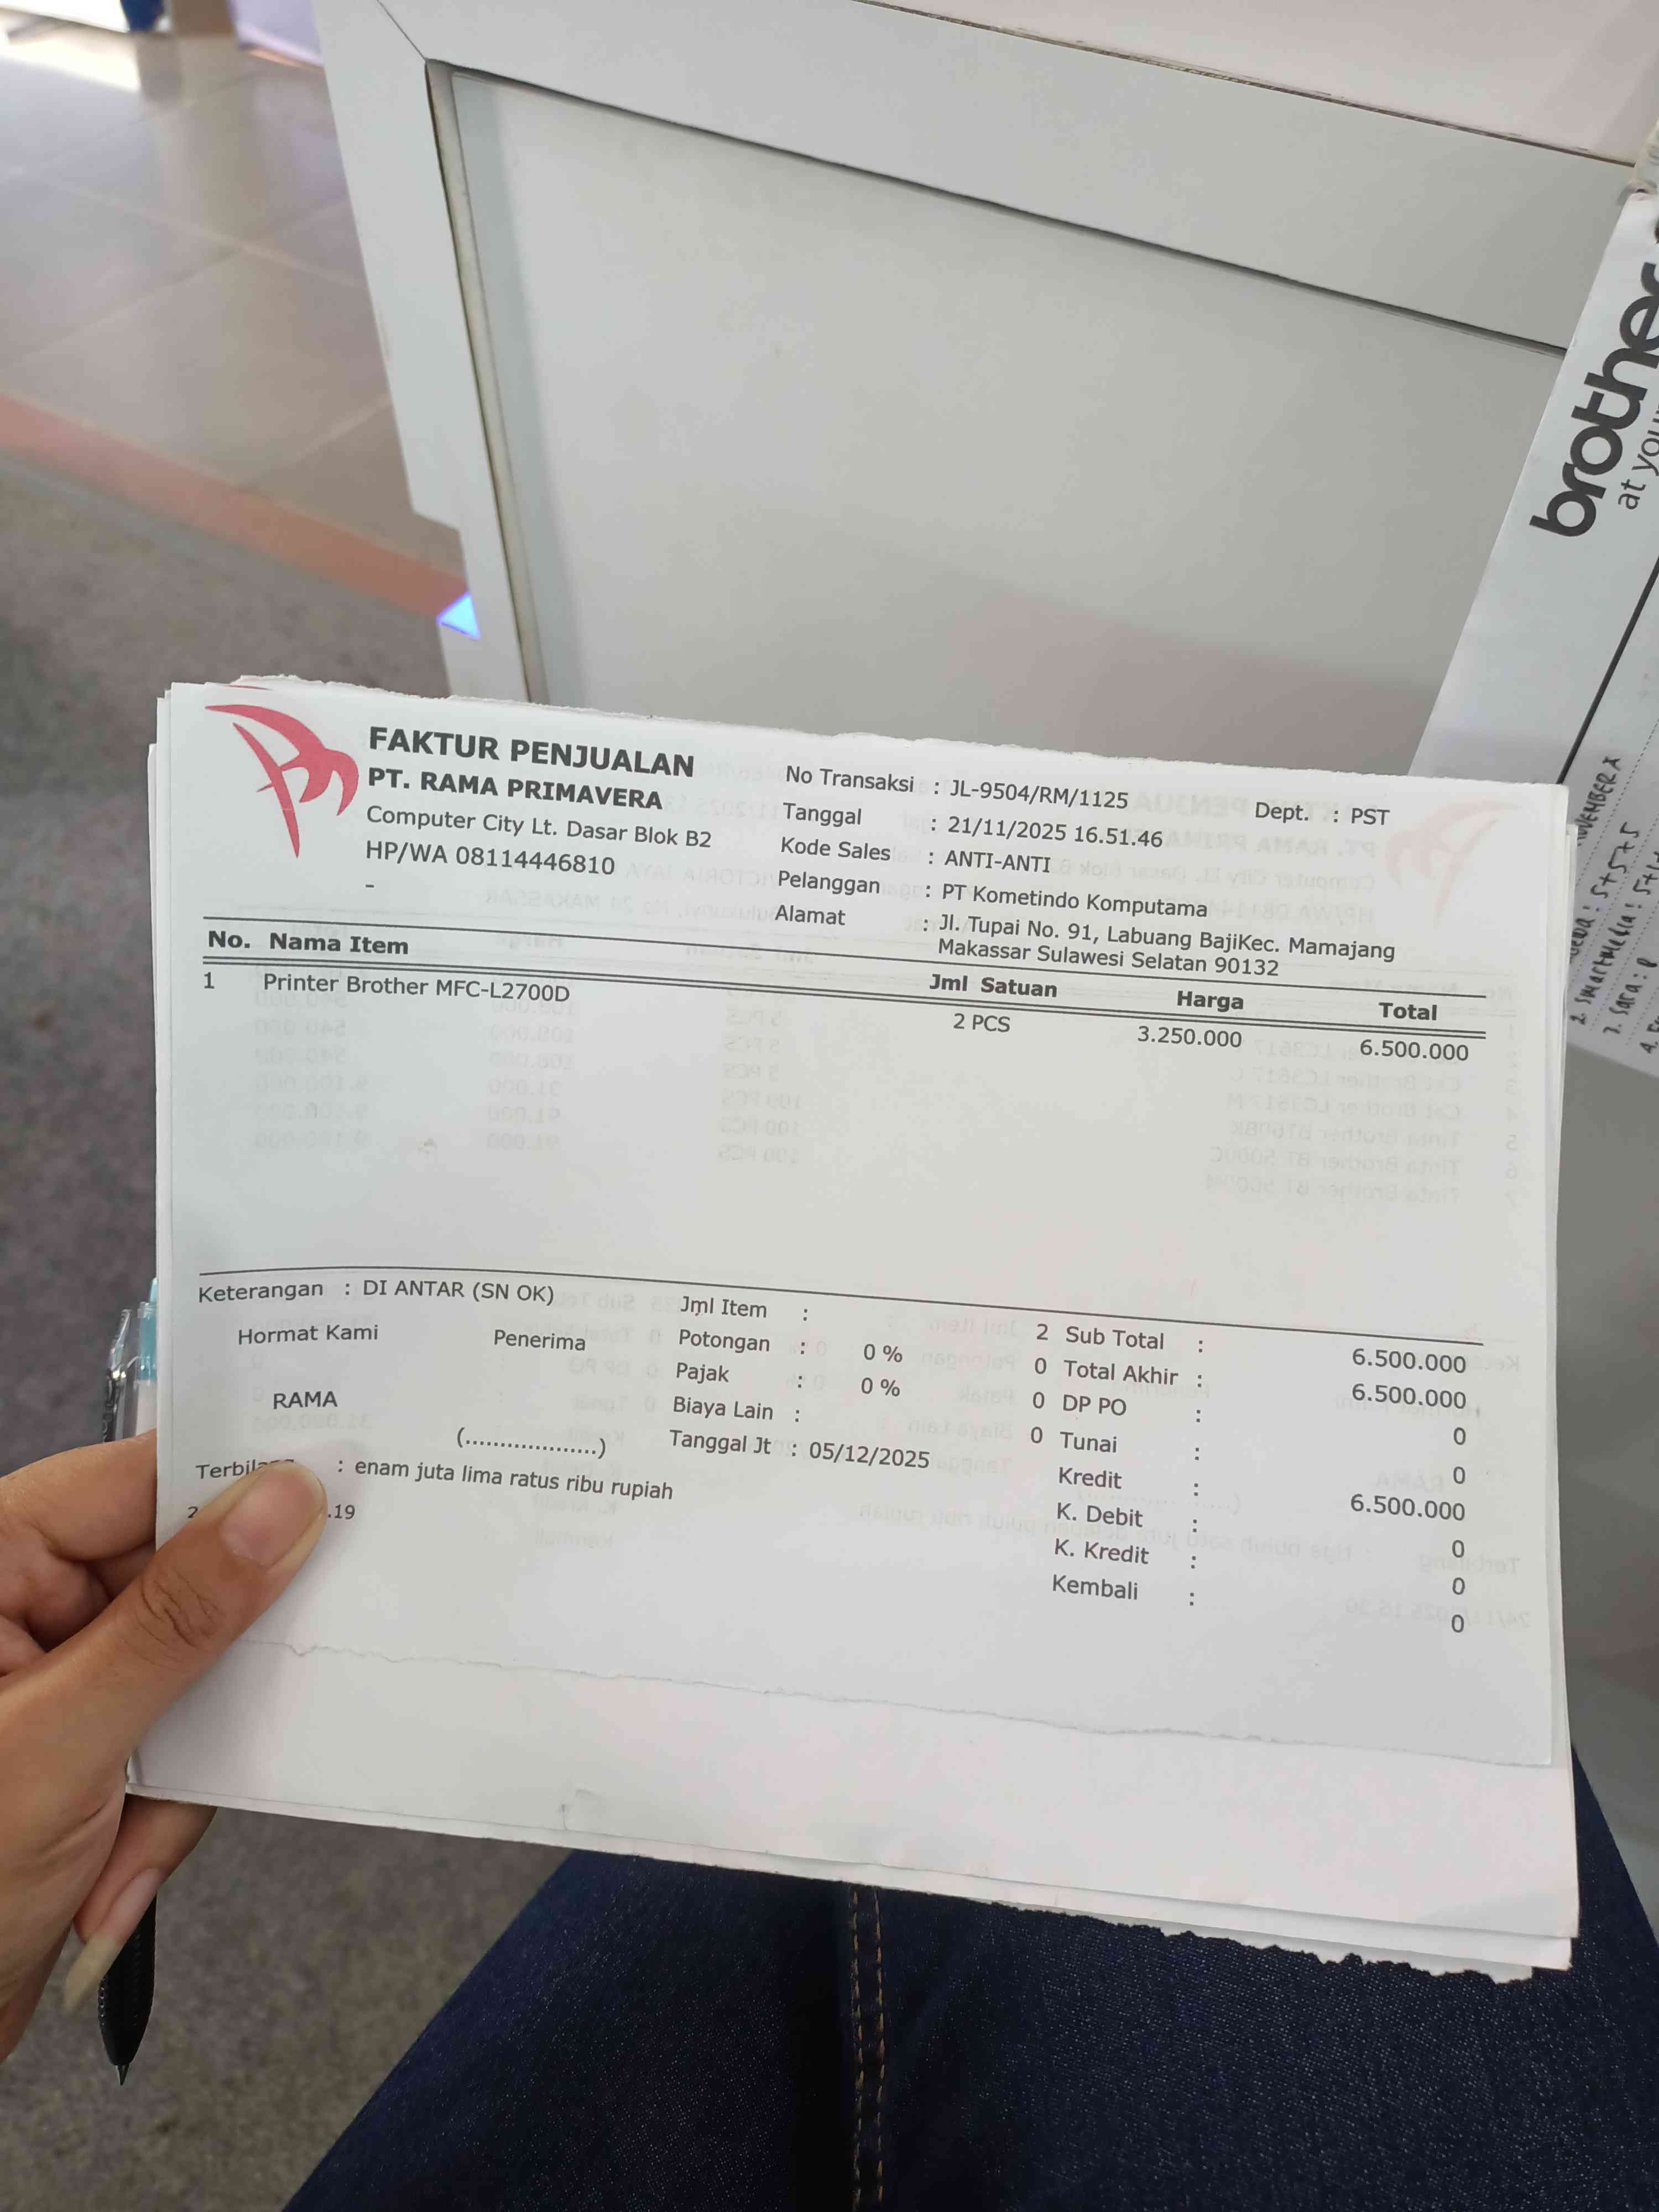 FAKTUR PENJUALAN
PT. RAMA PRIMAVERA
Computer City Lt. Dasar Blok B2
HP/WA 08114446810
-
No Transaksi : JL-9504/RM/1125
Dept. : PST
Tanggal : 21/11/2025 16.51.46
Kode Sales : ANTI-ANTI
Pelanggan : PT Kometindo Komputama
Alamat : Jl. Tupai No. 91, Labuang BajiKec. Mamajang
Makassar Sulawesi Selatan 90132
No. Nama Item Jml Satuan Harga Total
1 Printer Brother MFC-L2700D 2 PCS 3.250.000 6.500.000
Keterangan : DI ANTAR (SN OK)
Hormat Kami Penerima
RAMA
(...................)
Jml Item : 2
Potongan : 0 % 0
Pajak : 0 % 0
Biaya Lain : 0
Tanggal Jt : 05/12/2025
Sub Total : 6.500.000
Total Akhir : 6.500.000
DP PO : 0
Tunai : 0
Kredit : 6.500.000
K. Debit : 0
K. Kredit : 0
Kembali : 0
: enam juta lima ratus ribu rupiah
.19
brother
at your